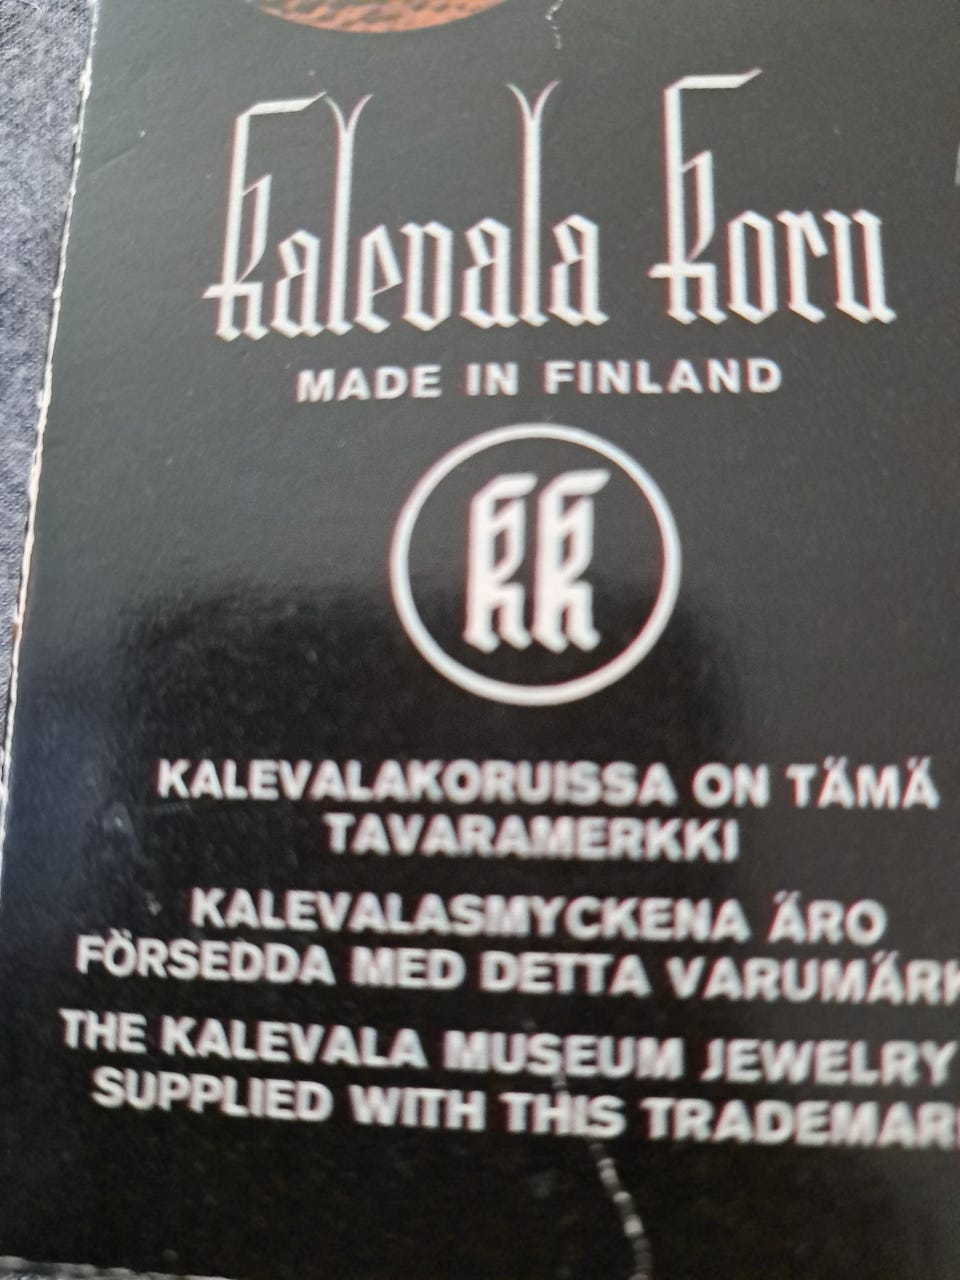 Kalevala Koru
MADE IN FINLAND
KK
KALEVALAKORUISSA ON TÄMÄ
TAVARAMERKKI
KALEVALASMYCKENA ÄRO
FÖRSEDDA MED DETTA VARUMÄRK
THE KALEVALA MUSEUM JEWELRY
SUPPLIED WITH THIS TRADEMAR